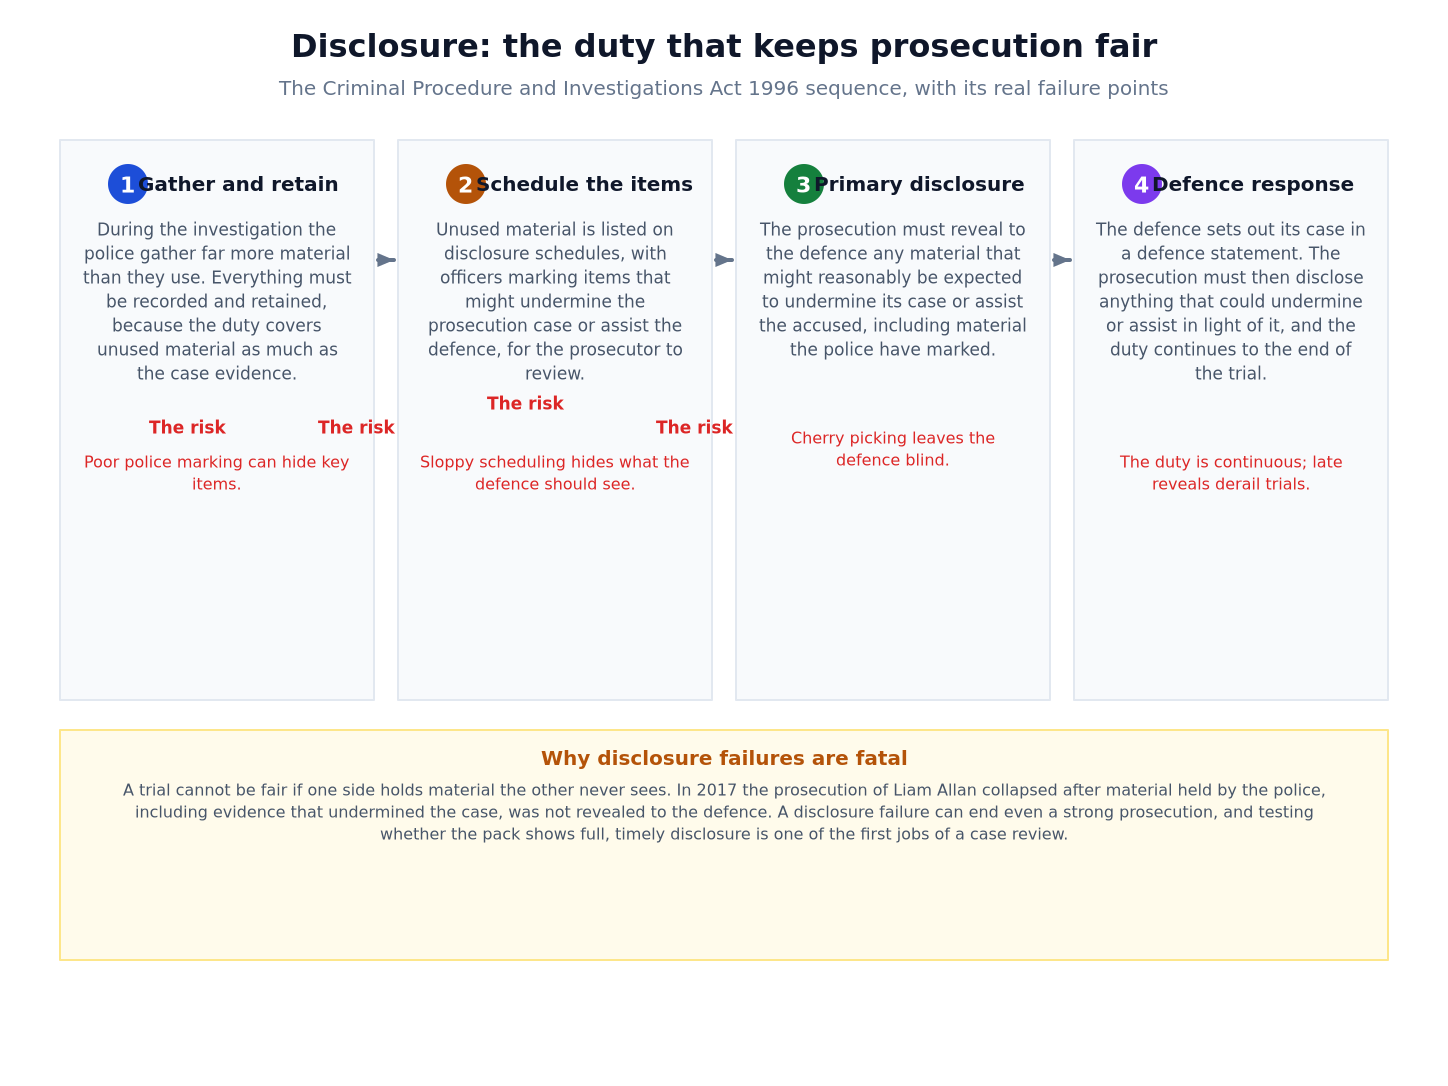 Disclosure: the duty that keeps prosecution fair
The Criminal Procedure and Investigations Act 1996 sequence, with its real failure points
1 Gather and retain
During the investigation the
police gather far more material
than they use. Everything must
be recorded and retained,
because the duty covers
unused material as much as
the case evidence.
The risk
Poor police marking can hide key
items.
2 Schedule the items
Unused material is listed on
disclosure schedules, with
officers marking items that
might undermine the
prosecution case or assist the
defence, for the prosecutor to
review.
The risk
The risk
The risk
Sloppy scheduling hides what the
defence should see.
3 Primary disclosure
The prosecution must reveal to
the defence any material that
might reasonably be expected
to undermine its case or assist
the accused, including material
the police have marked.
Cherry picking leaves the
defence blind.
4 Defence response
The defence sets out its case in
a defence statement. The
prosecution must then disclose
anything that could undermine
or assist in light of it, and the
duty continues to the end of
the trial.
The duty is continuous; late
reveals derail trials.
Why disclosure failures are fatal
A trial cannot be fair if one side holds material the other never sees. In 2017 the prosecution of Liam Allan collapsed after material held by the police,
including evidence that undermined the case, was not revealed to the defence. A disclosure failure can end even a strong prosecution, and testing
whether the pack shows full, timely disclosure is one of the first jobs of a case review.